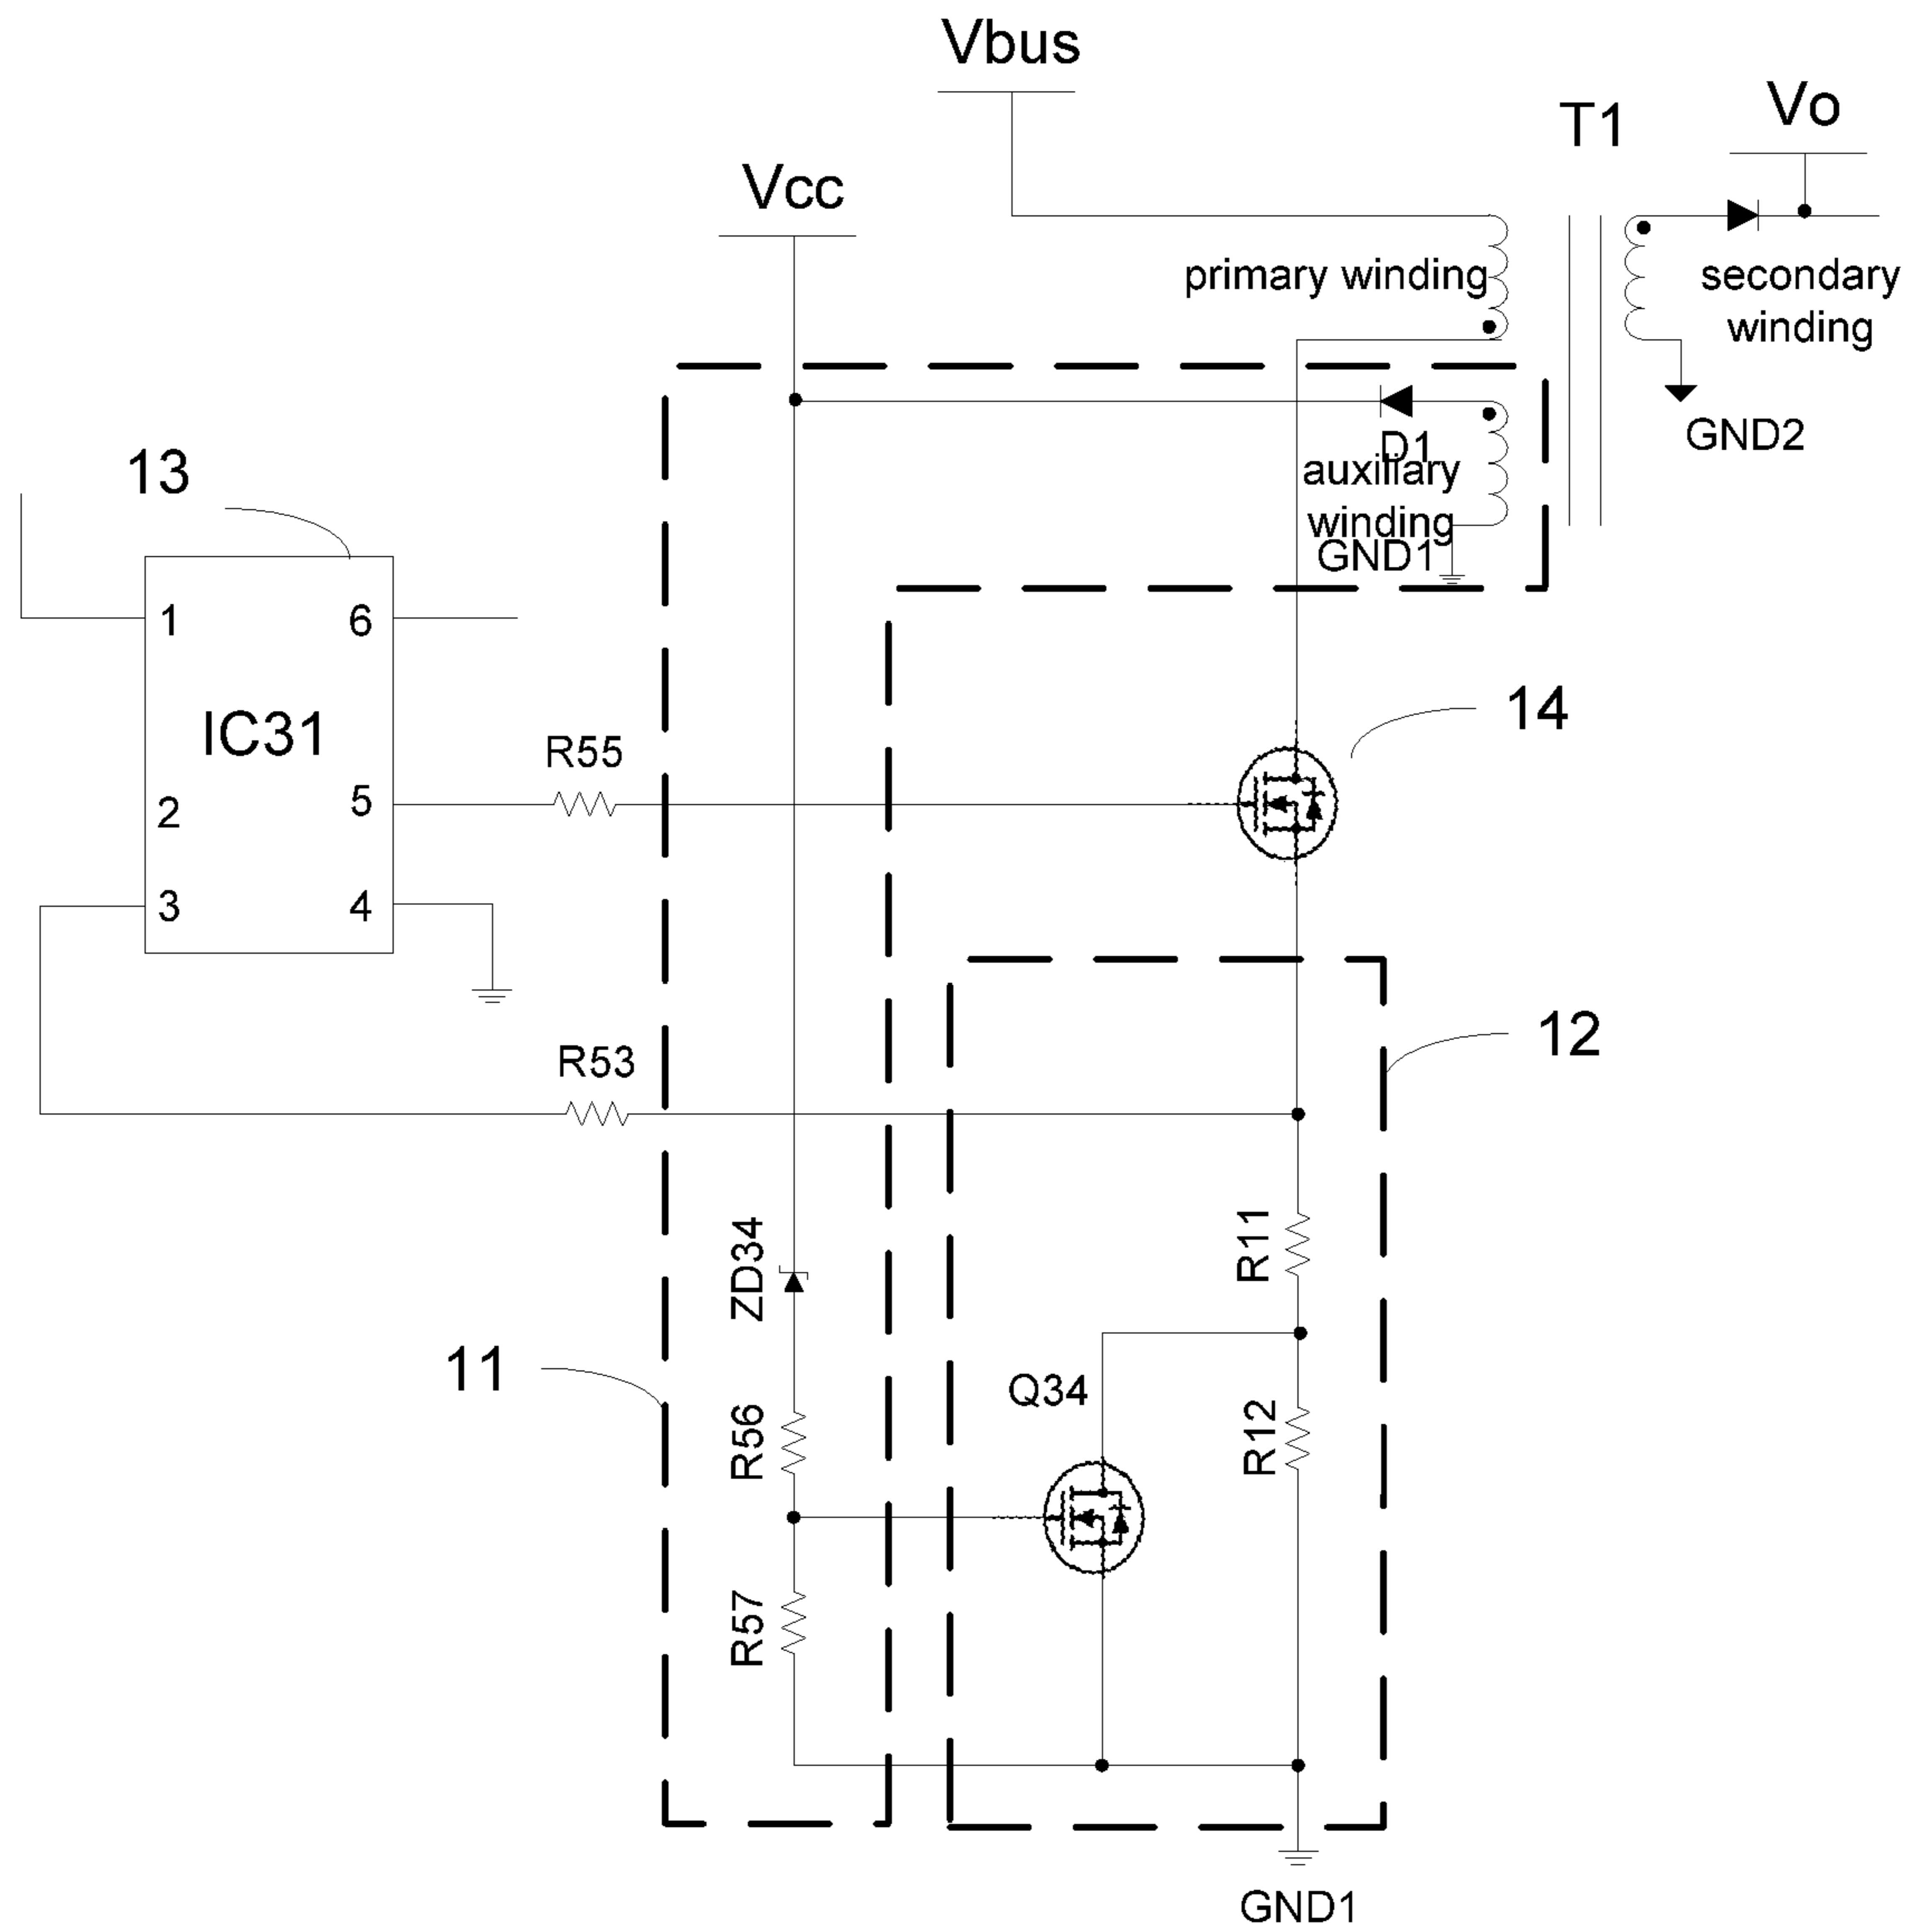 Vbus
Vo
T1
Vcc
primary winding
secondary
winding
GND2
D1
auxiliary
winding
GND1
13
1
6
IC31
2
5
3
4
R55
14
R53
12
ZD34
R11
11
Q34
R56
R12
R57
GND1